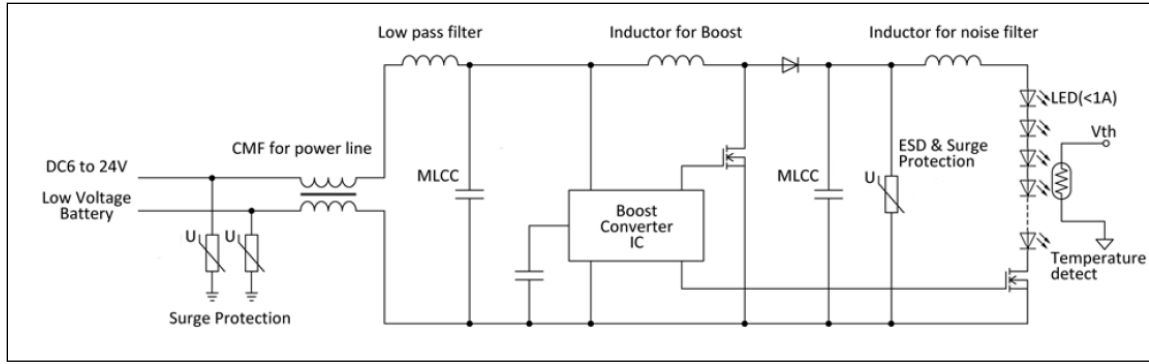 Low pass filter
Inductor for Boost
Inductor for noise filter
LED(<1A)
Vth
CMF for power line
DC6 to 24V
Low Voltage
Battery
MLCC
MLCC
ESD & Surge
Protection
U
Boost
Converter
IC
U
U
Temperature
detect
Surge Protection